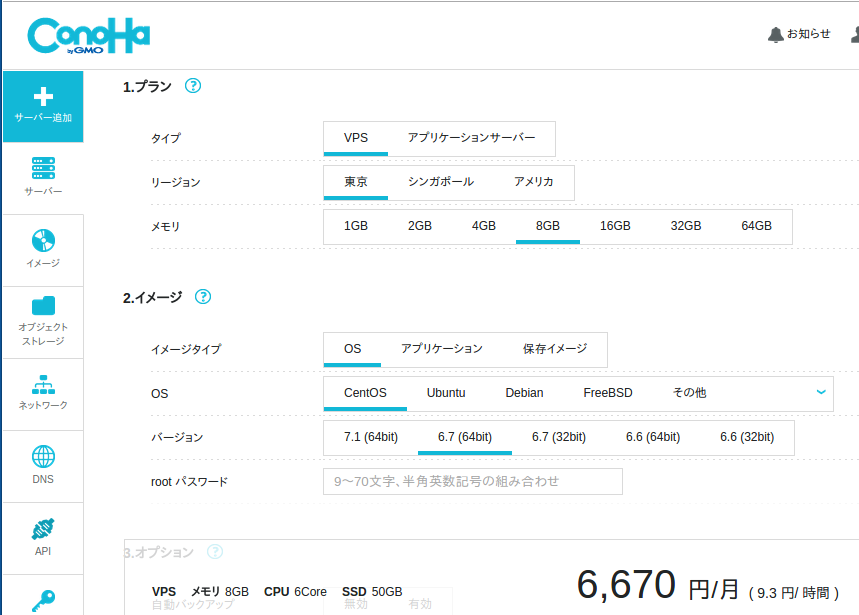 ConoHa
by GMO
お知らせ
サーバー追加
サーバー
イメージ
オブジェクト
ストレージ
ネットワーク
DNS
API
1.プラン ?
タイプ VPS アプリケーションサーバー
リージョン 東京 シンガポール アメリカ
メモリ 1GB 2GB 4GB 8GB 16GB 32GB 64GB
2.イメージ ?
イメージタイプ OS アプリケーション 保存イメージ
OS CentOS Ubuntu Debian FreeBSD その他
バージョン 7.1 (64bit) 6.7 (64bit) 6.7 (32bit) 6.6 (64bit) 6.6 (32bit)
root パスワード 9～70文字、半角英数記号の組み合わせ
3.オプション ?
VPS メモリ 8GB CPU 6Core SSD 50GB 6,670 円/月 ( 9.3 円/ 時間 )
自動バックアップ 無効 有効